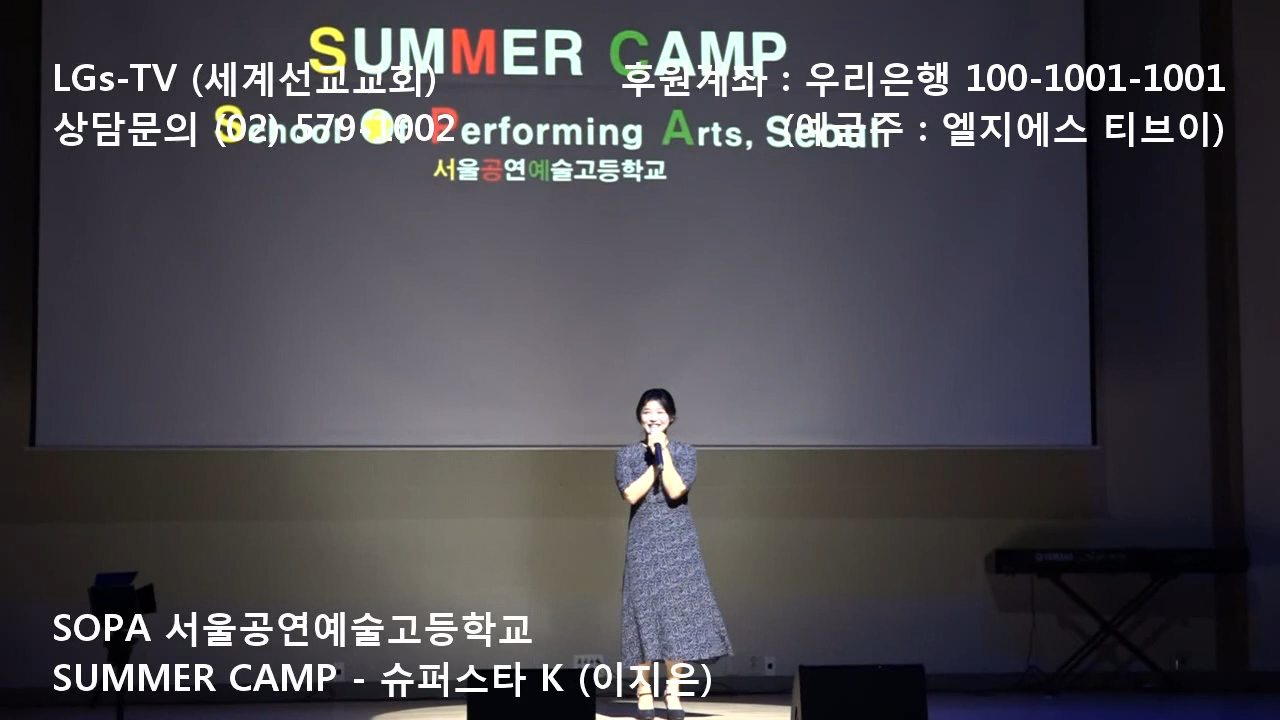 SUMMER CAMP
LGs-TV (세계선교교회)
후원계좌 : 우리은행 100-1001-1001
상담문의 (02) 579-1002
(예금주 : 엘지에스 티브이)
School of Performing Arts, Seoul
서울공연예술고등학교
SOPA 서울공연예술고등학교
SUMMER CAMP - 슈퍼스타 K (이지은)